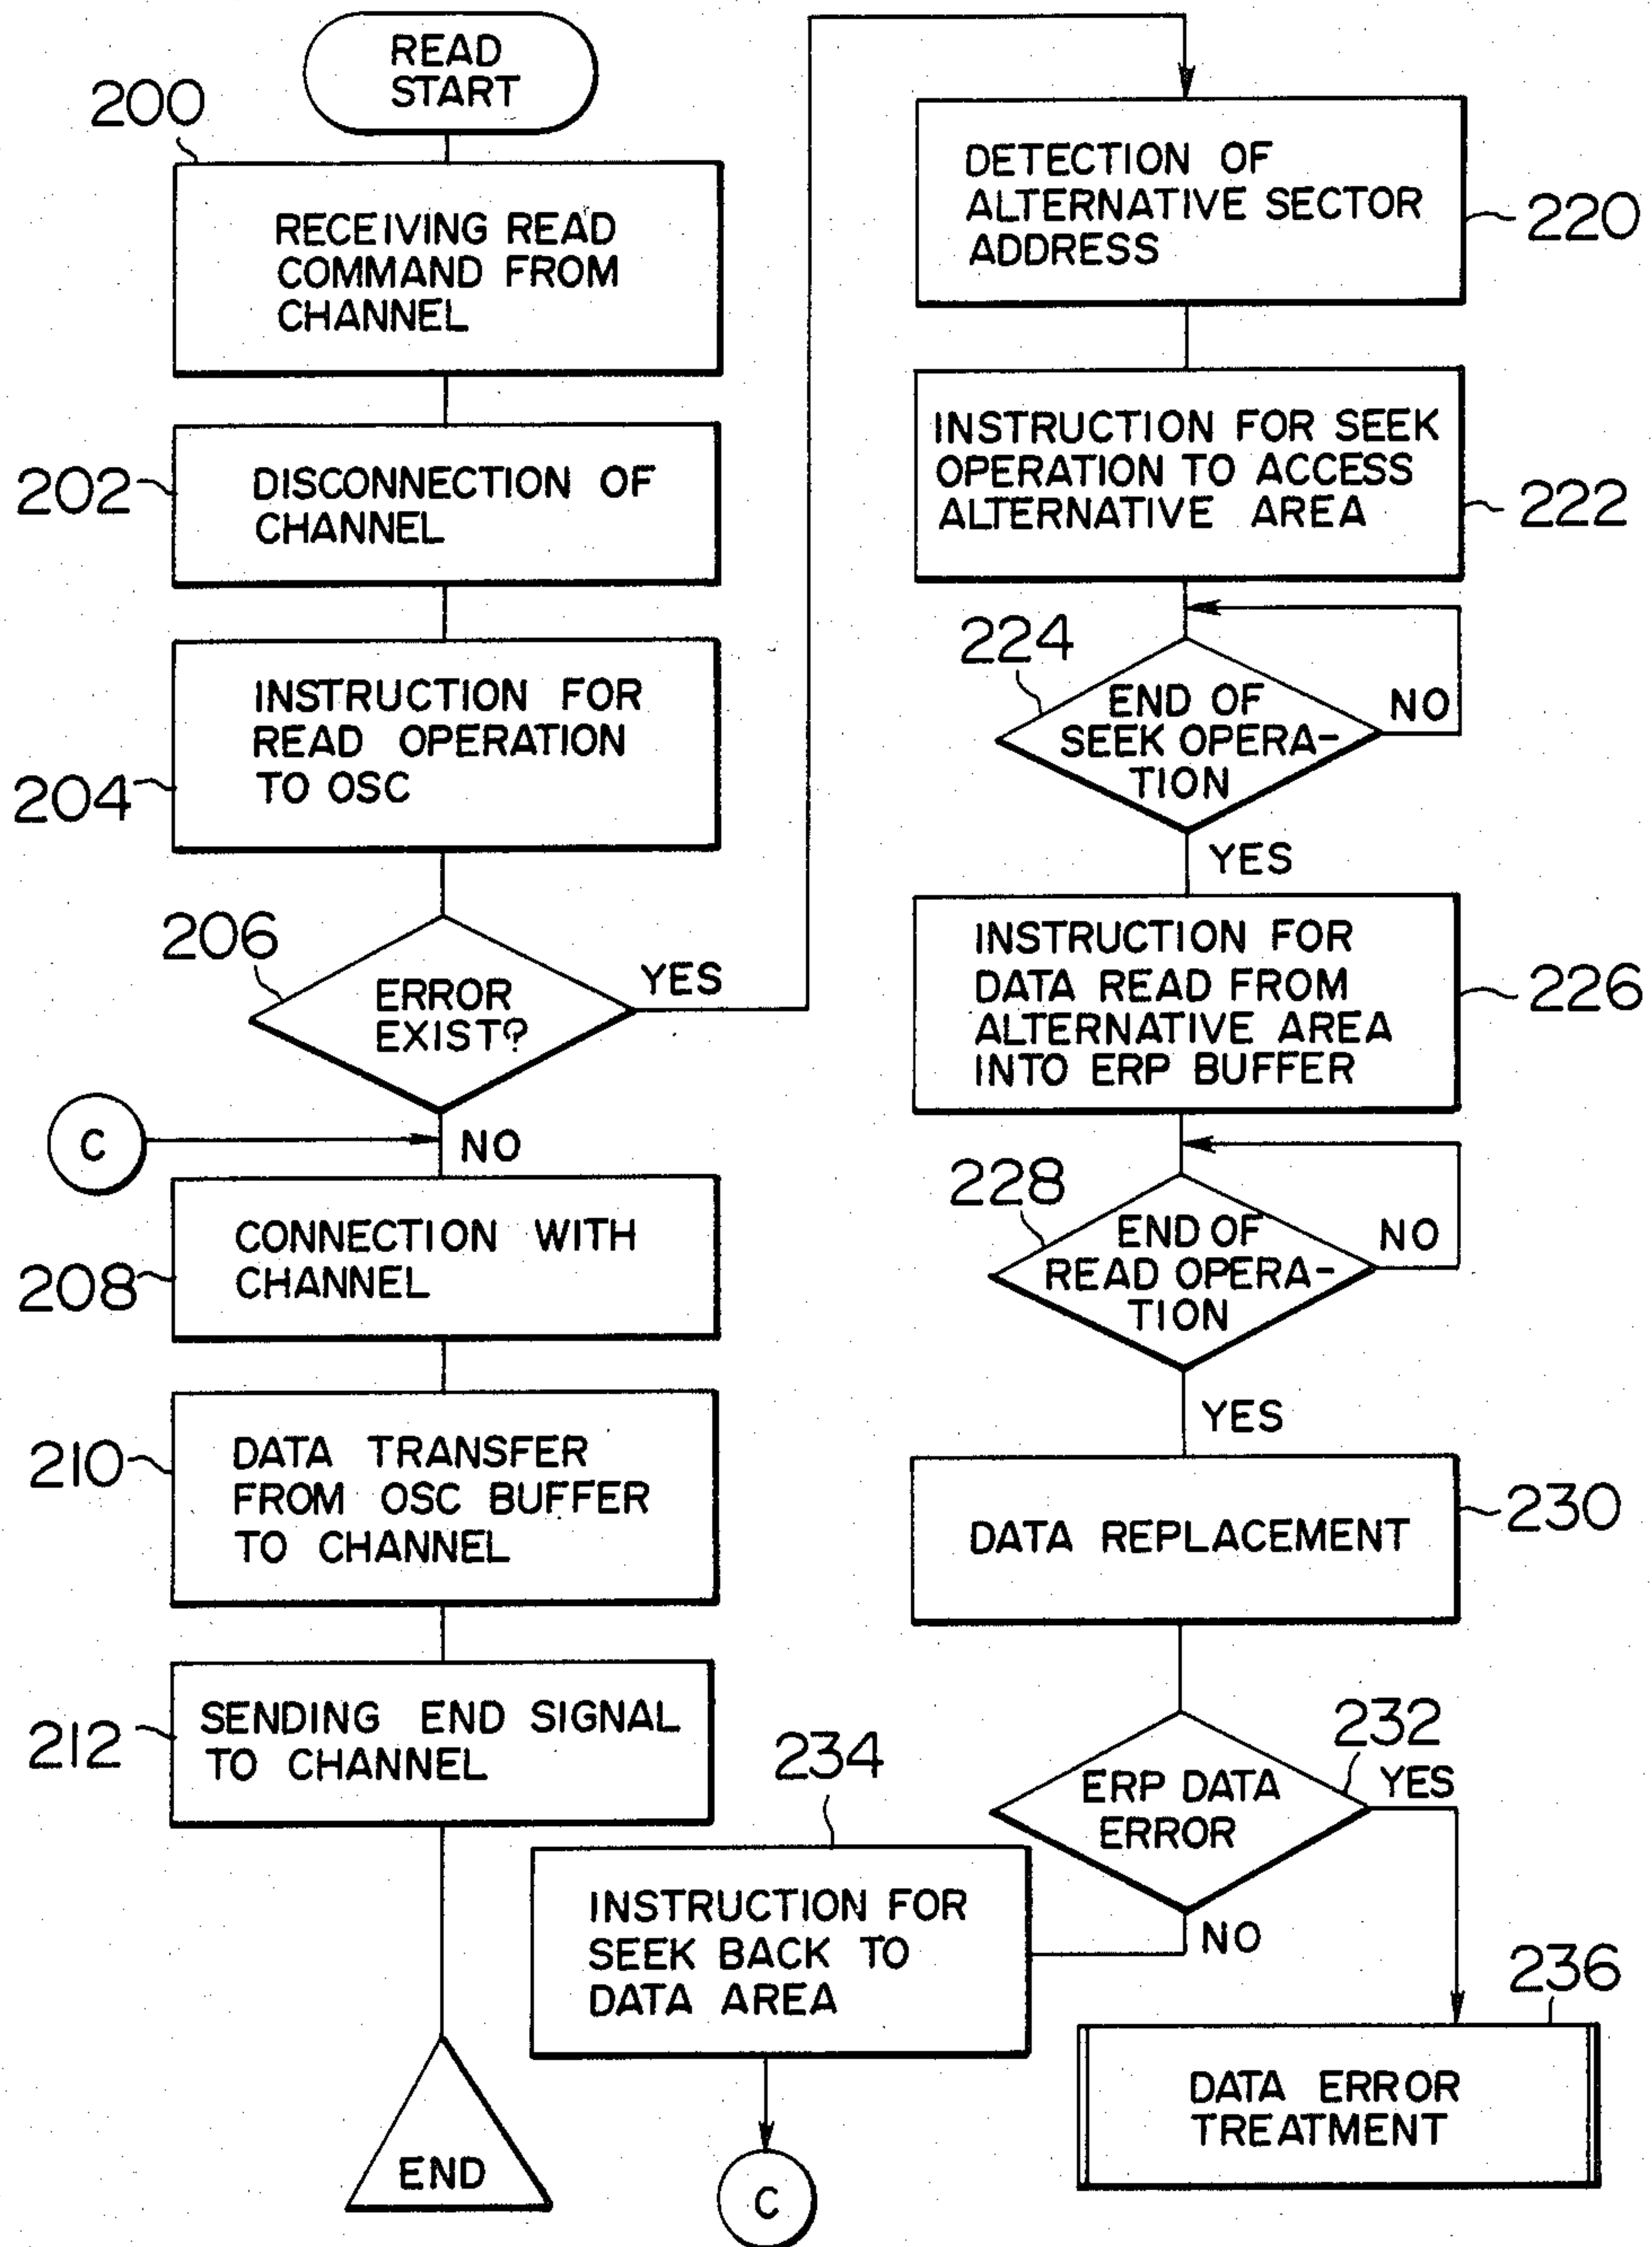 READ
START
200
RECEIVING READ
COMMAND FROM
CHANNEL
202
DISCONNECTION OF
CHANNEL
204
INSTRUCTION FOR
READ OPERATION
TO OSC
206
ERROR
EXIST?
YES
C
NO
208
CONNECTION WITH
CHANNEL
210
DATA TRANSFER
FROM OSC BUFFER
TO CHANNEL
212
SENDING END SIGNAL
TO CHANNEL
END
DETECTION OF
ALTERNATIVE SECTOR
ADDRESS
220
INSTRUCTION FOR SEEK
OPERATION TO ACCESS
ALTERNATIVE AREA
222
224
END OF
SEEK OPERA-
TION
NO
YES
INSTRUCTION FOR
DATA READ FROM
ALTERNATIVE AREA
INTO ERP BUFFER
226
228
END OF
READ OPERA-
TION
NO
YES
DATA REPLACEMENT
230
232
ERP DATA
ERROR
YES
NO
234
INSTRUCTION FOR
SEEK BACK TO
DATA AREA
C
236
DATA ERROR
TREATMENT